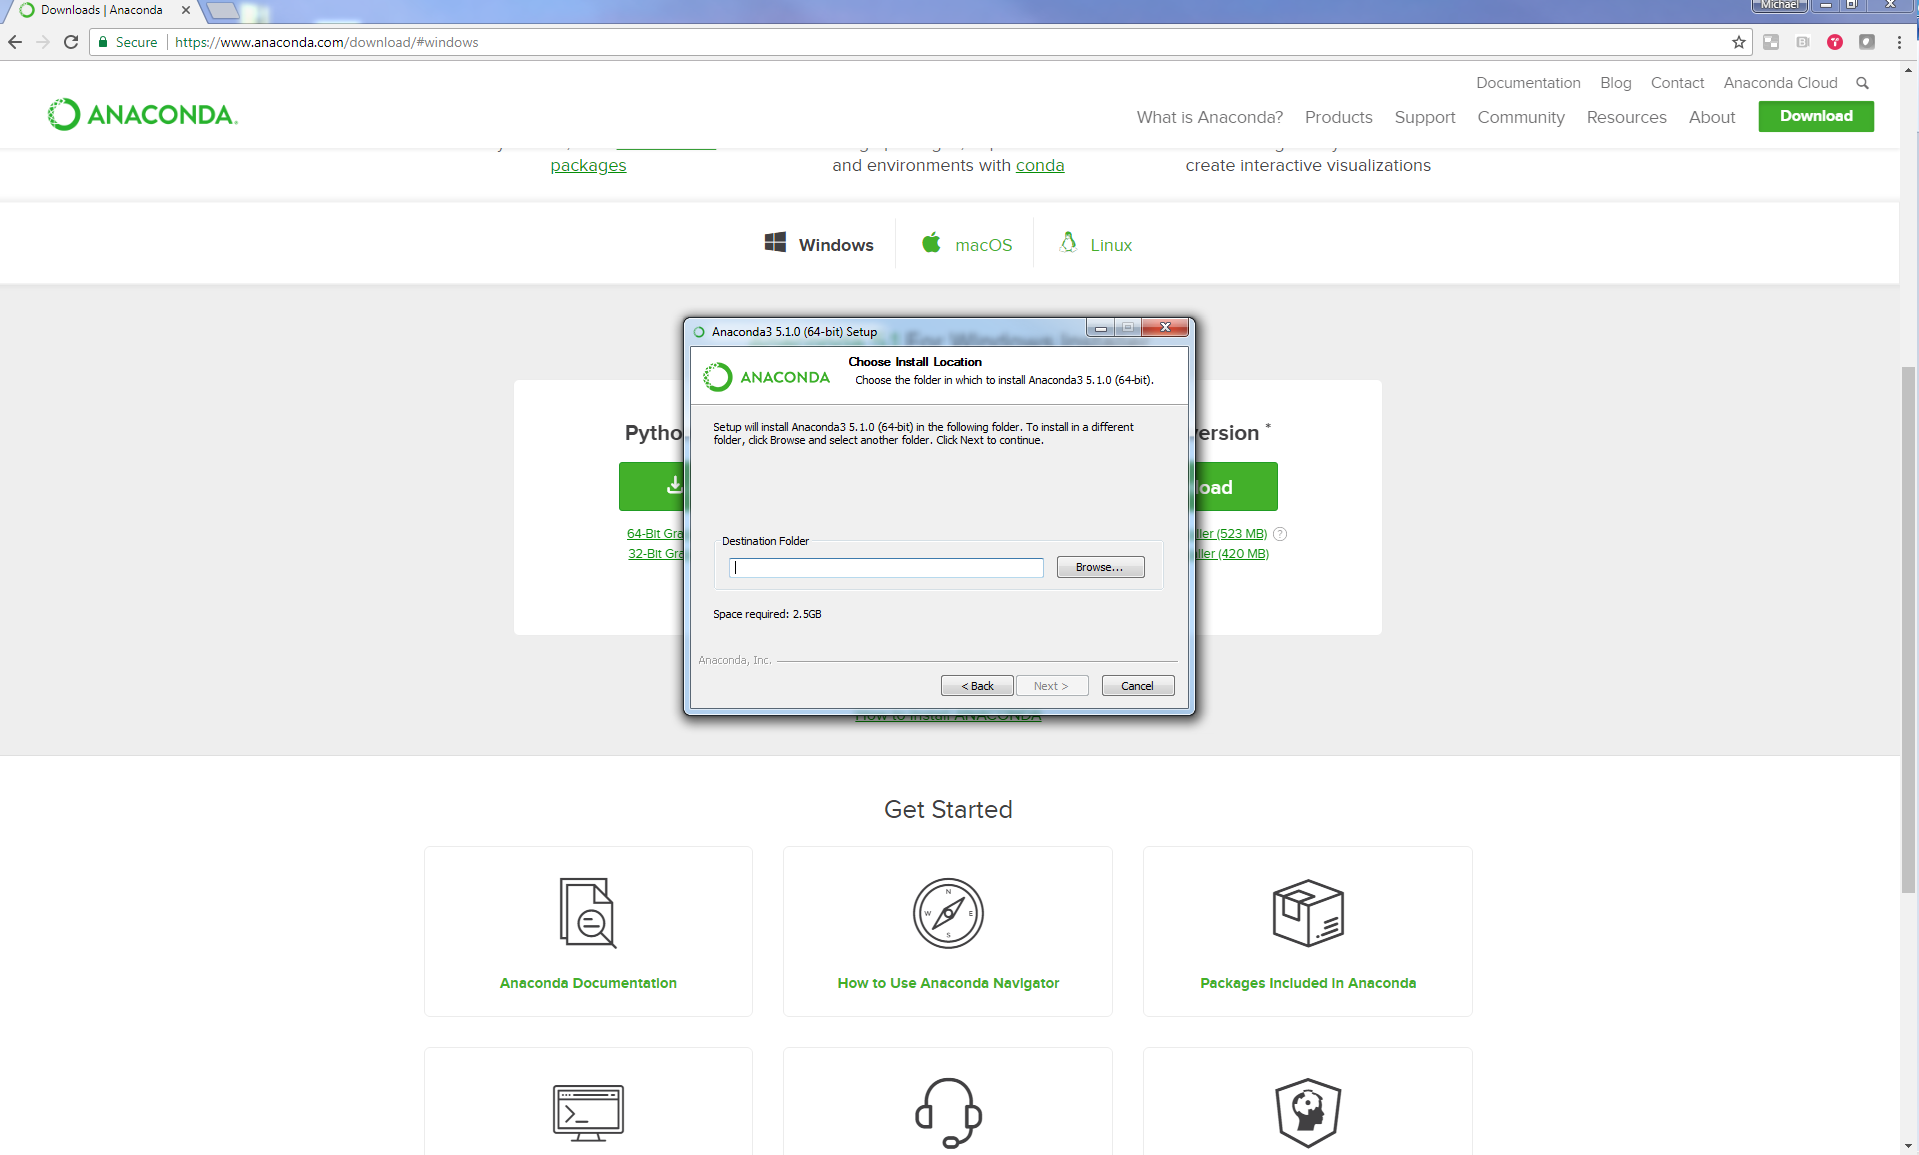 Downloads | Anaconda
Michael
Secure
https://www.anaconda.com/download/#windows
Documentation Blog Contact Anaconda Cloud
ANACONDA.
What is Anaconda? Products Support Community Resources About Download
packages
and environments with conda
create interactive visualizations
Windows macOS Linux
Anaconda3 5.1.0 (64-bit) Setup
ANACONDA
Choose Install Location
Choose the folder in which to install Anaconda3 5.1.0 (64-bit).
Setup will install Anaconda3 5.1.0 (64-bit) in the following folder. To install in a different
folder, click Browse and select another folder. Click Next to continue.
Destination Folder
Browse...
Space required: 2.5GB
Anaconda, Inc.
< Back Next > Cancel
Pytho
ersion *
oad
64-Bit Gra
ller (523 MB) ?
32-Bit Gra
ller (420 MB)
How to Install ANACONDA
Get Started
N
W E
S
Anaconda Documentation
How to Use Anaconda Navigator
Packages Included in Anaconda